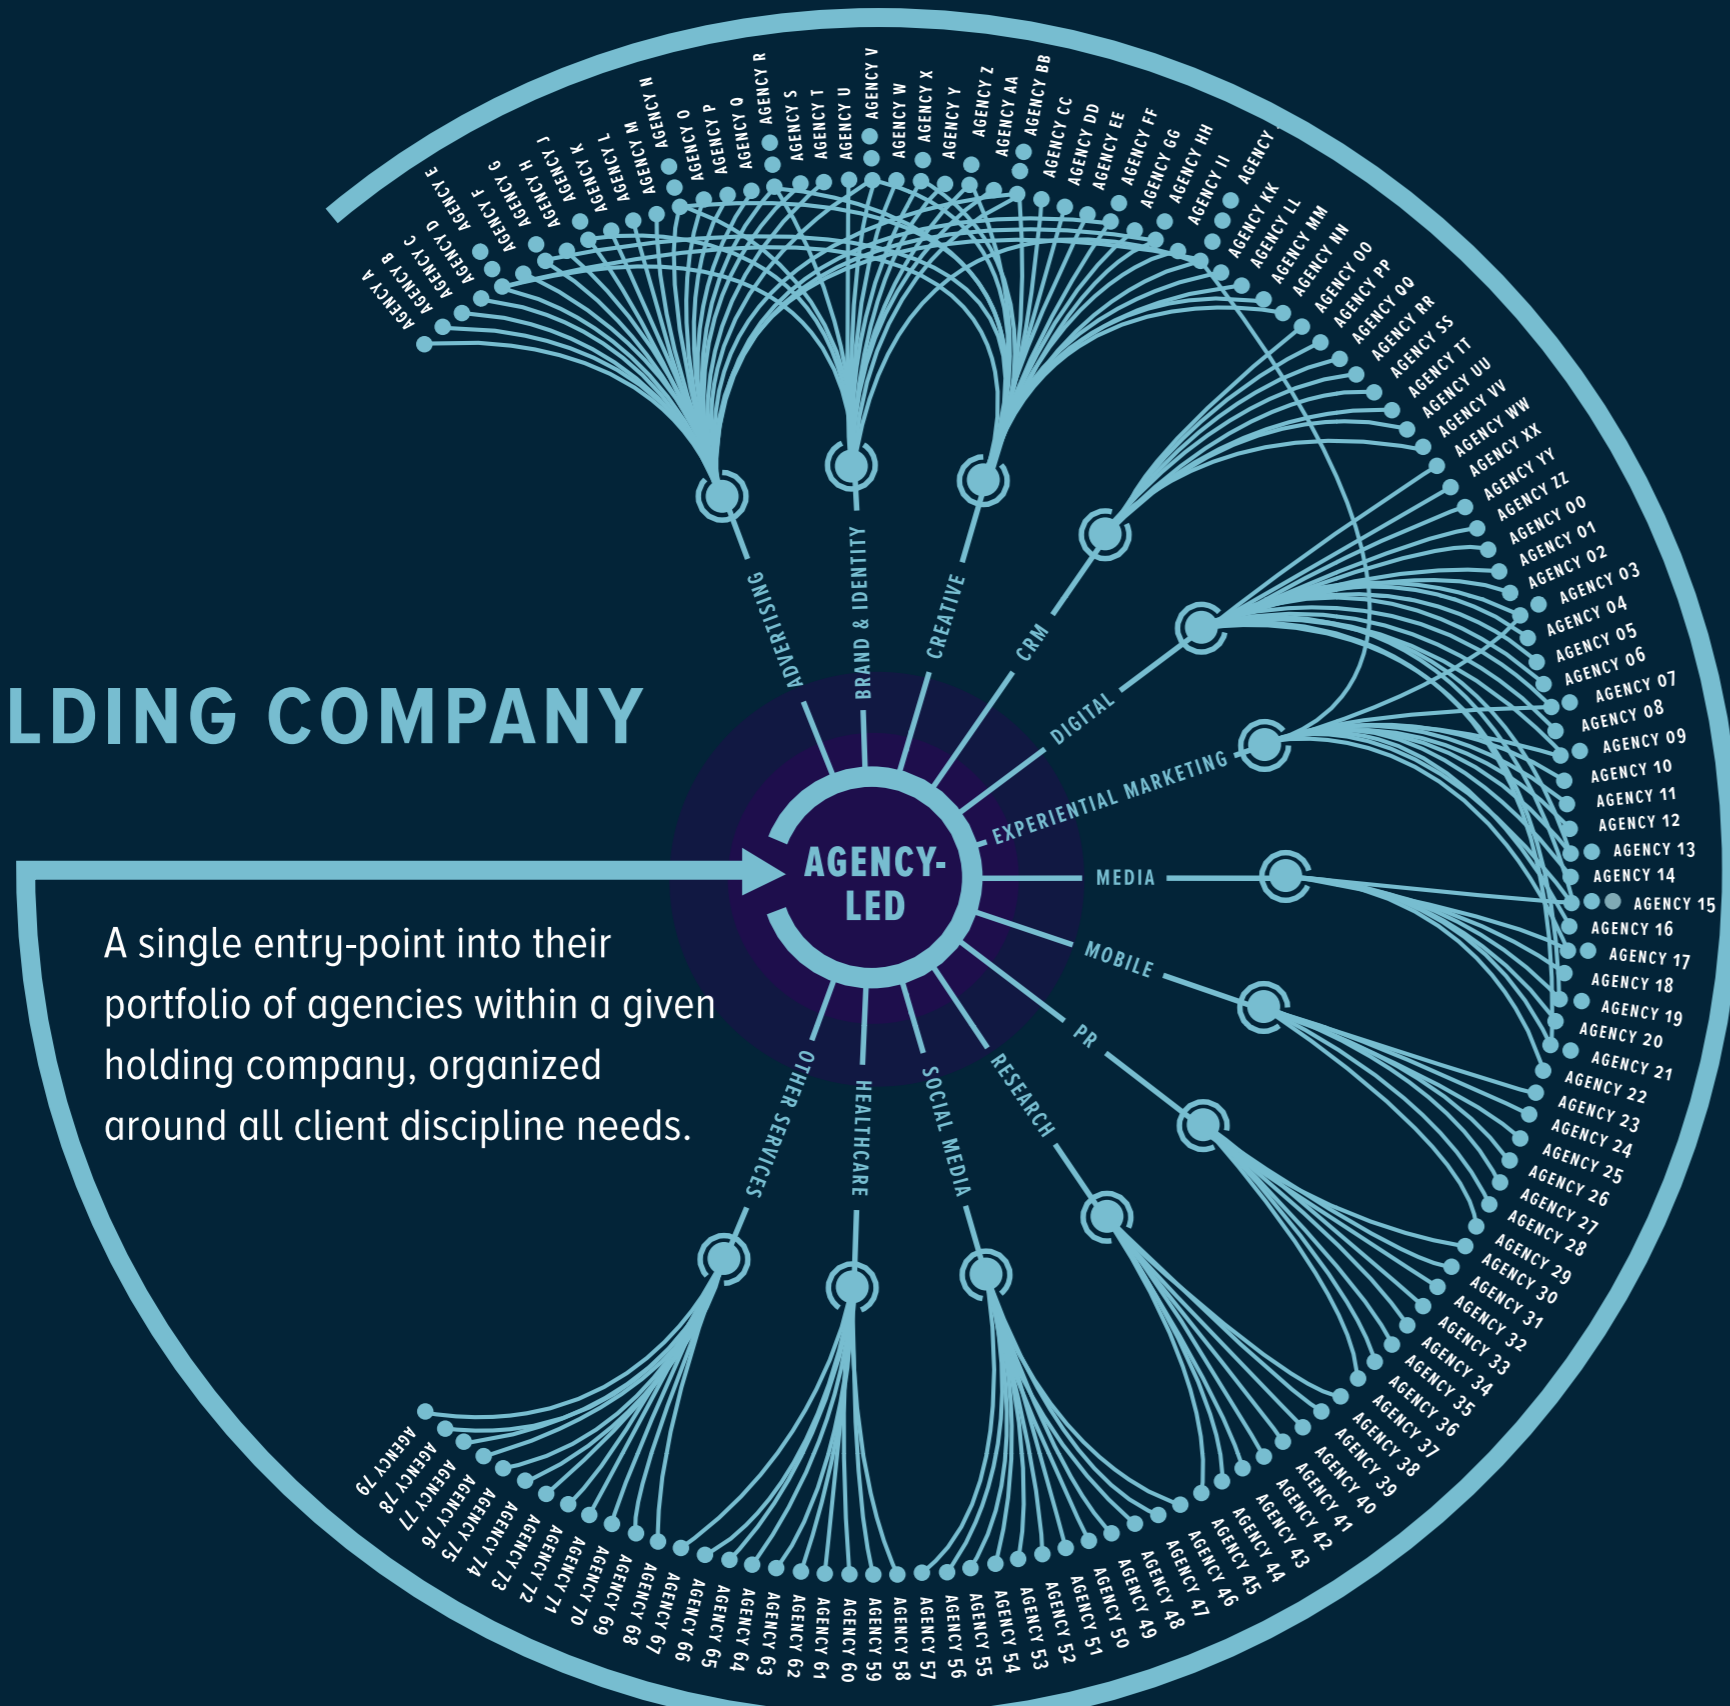 LDING COMPANY
AGENCY-
LED
A single entry-point into their
portfolio of agencies within a given
holding company, organized
around all client discipline needs.
ADVERTISING
BRAND & IDENTITY
CREATIVE
CRM
DIGITAL
EXPERIENTIAL MARKETING
MEDIA
MOBILE
PR
RESEARCH
SOCIAL MEDIA
HEALTHCARE
OTHER SERVICES
AGENCY A
AGENCY B
AGENCY C
AGENCY D
AGENCY E
AGENCY F
AGENCY G
AGENCY H
AGENCY J
AGENCY K
AGENCY L
AGENCY M
AGENCY N
AGENCY O
AGENCY P
AGENCY Q
AGENCY R
AGENCY S
AGENCY T
AGENCY U
AGENCY V
AGENCY W
AGENCY X
AGENCY Y
AGENCY Z
AGENCY AA
AGENCY BB
AGENCY CC
AGENCY DD
AGENCY EE
AGENCY FF
AGENCY GG
AGENCY HH
AGENCY II
AGENCY
AGENCY KK
AGENCY LL
AGENCY MM
AGENCY NN
AGENCY OO
AGENCY PP
AGENCY QQ
AGENCY RR
AGENCY SS
AGENCY TT
AGENCY UU
AGENCY VV
AGENCY WW
AGENCY XX
AGENCY YY
AGENCY ZZ
AGENCY 00
AGENCY 01
AGENCY 02
AGENCY 03
AGENCY 04
AGENCY 05
AGENCY 06
AGENCY 07
AGENCY 08
AGENCY 09
AGENCY 10
AGENCY 11
AGENCY 12
AGENCY 13
AGENCY 14
AGENCY 15
AGENCY 16
AGENCY 17
AGENCY 18
AGENCY 19
AGENCY 20
AGENCY 21
AGENCY 22
AGENCY 23
AGENCY 24
AGENCY 25
AGENCY 26
AGENCY 27
AGENCY 28
AGENCY 29
AGENCY 30
AGENCY 31
AGENCY 32
AGENCY 33
AGENCY 34
AGENCY 35
AGENCY 36
AGENCY 37
AGENCY 38
AGENCY 39
AGENCY 40
AGENCY 41
AGENCY 42
AGENCY 43
AGENCY 44
AGENCY 45
AGENCY 46
AGENCY 47
AGENCY 48
AGENCY 49
AGENCY 50
AGENCY 51
AGENCY 52
AGENCY 53
AGENCY 54
AGENCY 55
AGENCY 56
AGENCY 57
AGENCY 58
AGENCY 59
AGENCY 60
AGENCY 61
AGENCY 62
AGENCY 63
AGENCY 64
AGENCY 65
AGENCY 66
AGENCY 67
AGENCY 68
AGENCY 69
AGENCY 70
AGENCY 71
AGENCY 72
AGENCY 73
AGENCY 74
AGENCY 75
AGENCY 76
AGENCY 77
AGENCY 78
AGENCY 79